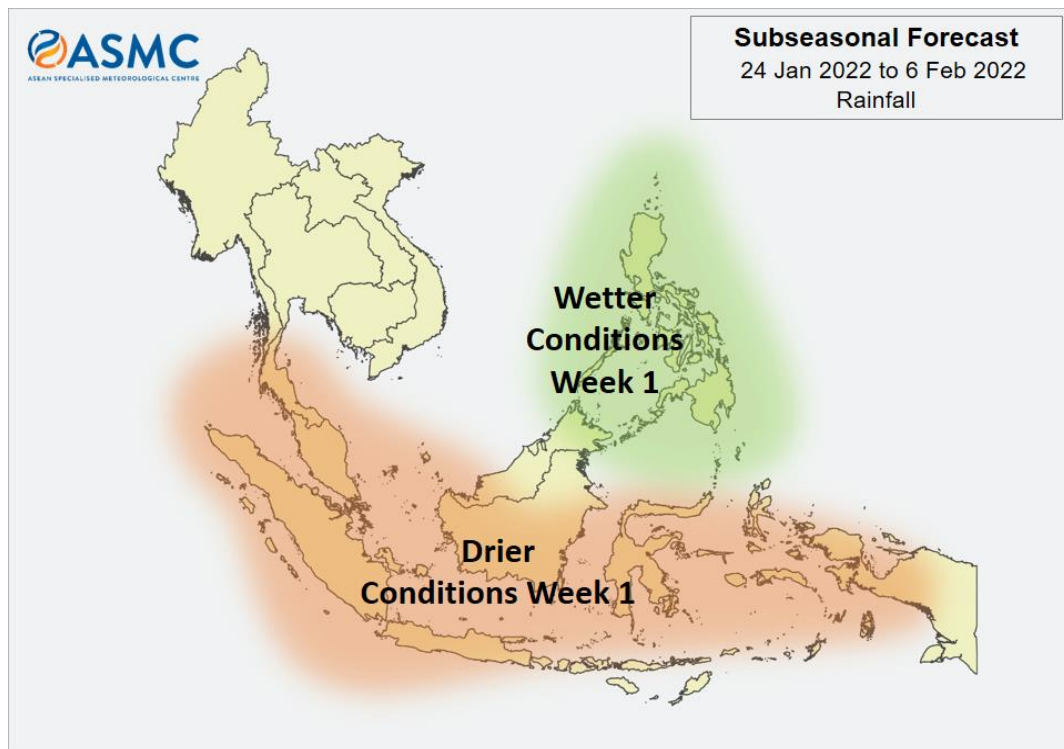 ASMC
ASEAN SPECIALISED METEOROLOGICAL CENTRE
Subseasonal Forecast
24 Jan 2022 to 6 Feb 2022
Rainfall
Wetter
Conditions
Week 1
Drier
Conditions Week 1